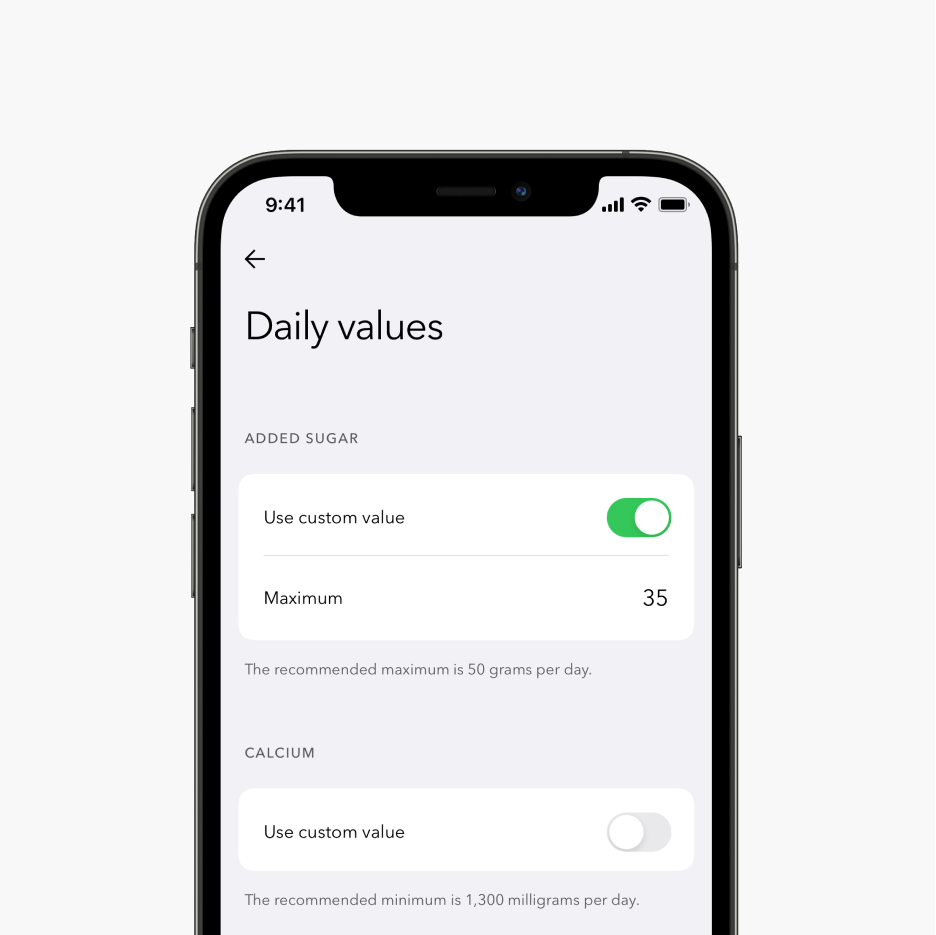 9:41
Daily values
ADDED SUGAR
Use custom value
Maximum 35
The recommended maximum is 50 grams per day.
CALCIUM
Use custom value
The recommended minimum is 1,300 milligrams per day.